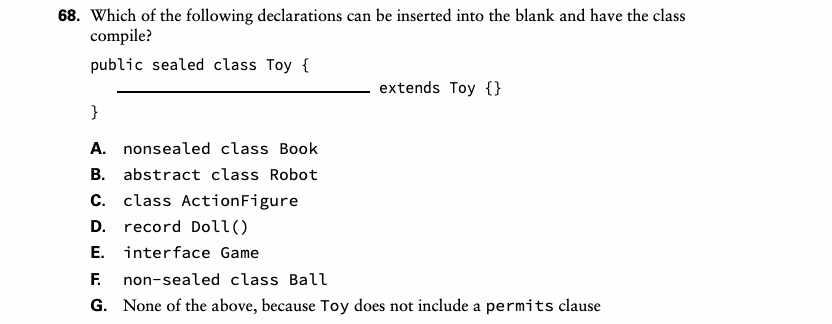 68. Which of the following declarations can be inserted into the blank and have the class
compile?
public sealed class Toy {
extends Toy {}
}
A. nonsealed class Book
B. abstract class Robot
C. class ActionFigure
D. record Doll()
E. interface Game
F. non-sealed class Ball
G. None of the above, because Toy does not include a permits clause